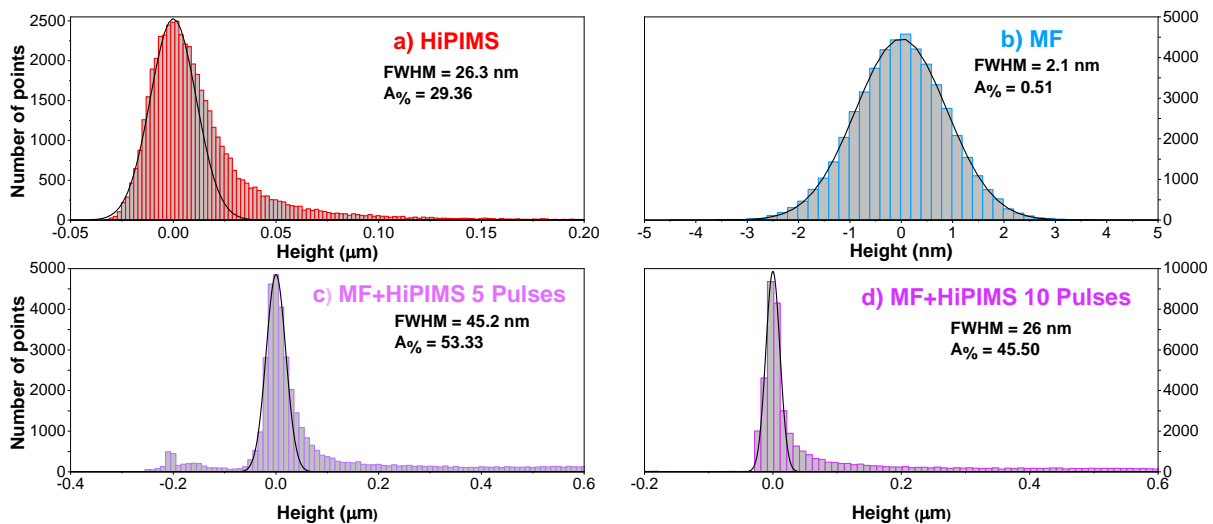 a) HiPIMS
FWHM = 26.3 nm
A% = 29.36
Number of points
2500
2000
1500
1000
500
0
-0.05 0.00 0.05 0.10 0.15 0.20
Height (μm)
b) MF
FWHM = 2.1 nm
A% = 0.51
5000
4000
3000
2000
1000
0
-5 -4 -3 -2 -1 0 1 2 3 4 5
Height (nm)
c) MF+HiPIMS 5 Pulses
FWHM = 45.2 nm
A% = 53.33
Number of points
5000
4000
3000
2000
1000
0
-0.4 -0.2 0.0 0.2 0.4 0.6
Height (μm)
d) MF+HiPIMS 10 Pulses
FWHM = 26 nm
A% = 45.50
10000
8000
6000
4000
2000
0
-0.2 0.0 0.2 0.4 0.6
Height (μm)